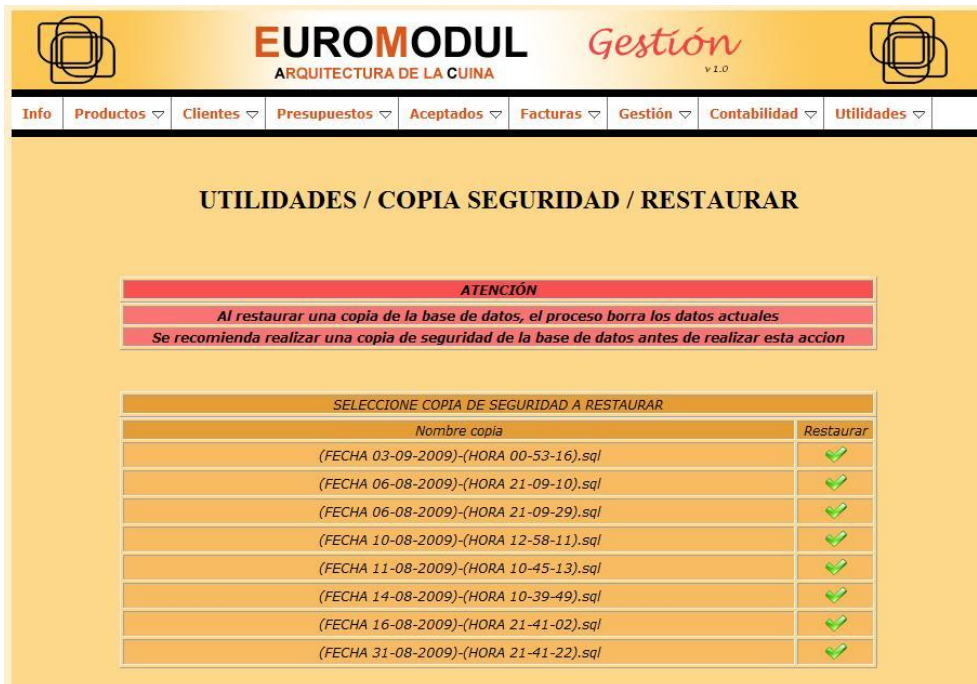 EUROMODUL Gestión
ARQUITECTURA DE LA CUINA v 1.0
Info Productos Clientes Presupuestos Aceptados Facturas Gestión Contabilidad Utilidades
UTILIDADES / COPIA SEGURIDAD / RESTAURAR
ATENCIÓN
Al restaurar una copia de la base de datos, el proceso borra los datos actuales
Se recomienda realizar una copia de seguridad de la base de datos antes de realizar esta accion
SELECCIONE COPIA DE SEGURIDAD A RESTAURAR
Nombre copia Restaurar
(FECHA 03-09-2009)-(HORA 00-53-16).sql
(FECHA 06-08-2009)-(HORA 21-09-10).sql
(FECHA 06-08-2009)-(HORA 21-09-29).sql
(FECHA 10-08-2009)-(HORA 12-58-11).sql
(FECHA 11-08-2009)-(HORA 10-45-13).sql
(FECHA 14-08-2009)-(HORA 10-39-49).sql
(FECHA 16-08-2009)-(HORA 21-41-02).sql
(FECHA 31-08-2009)-(HORA 21-41-22).sql